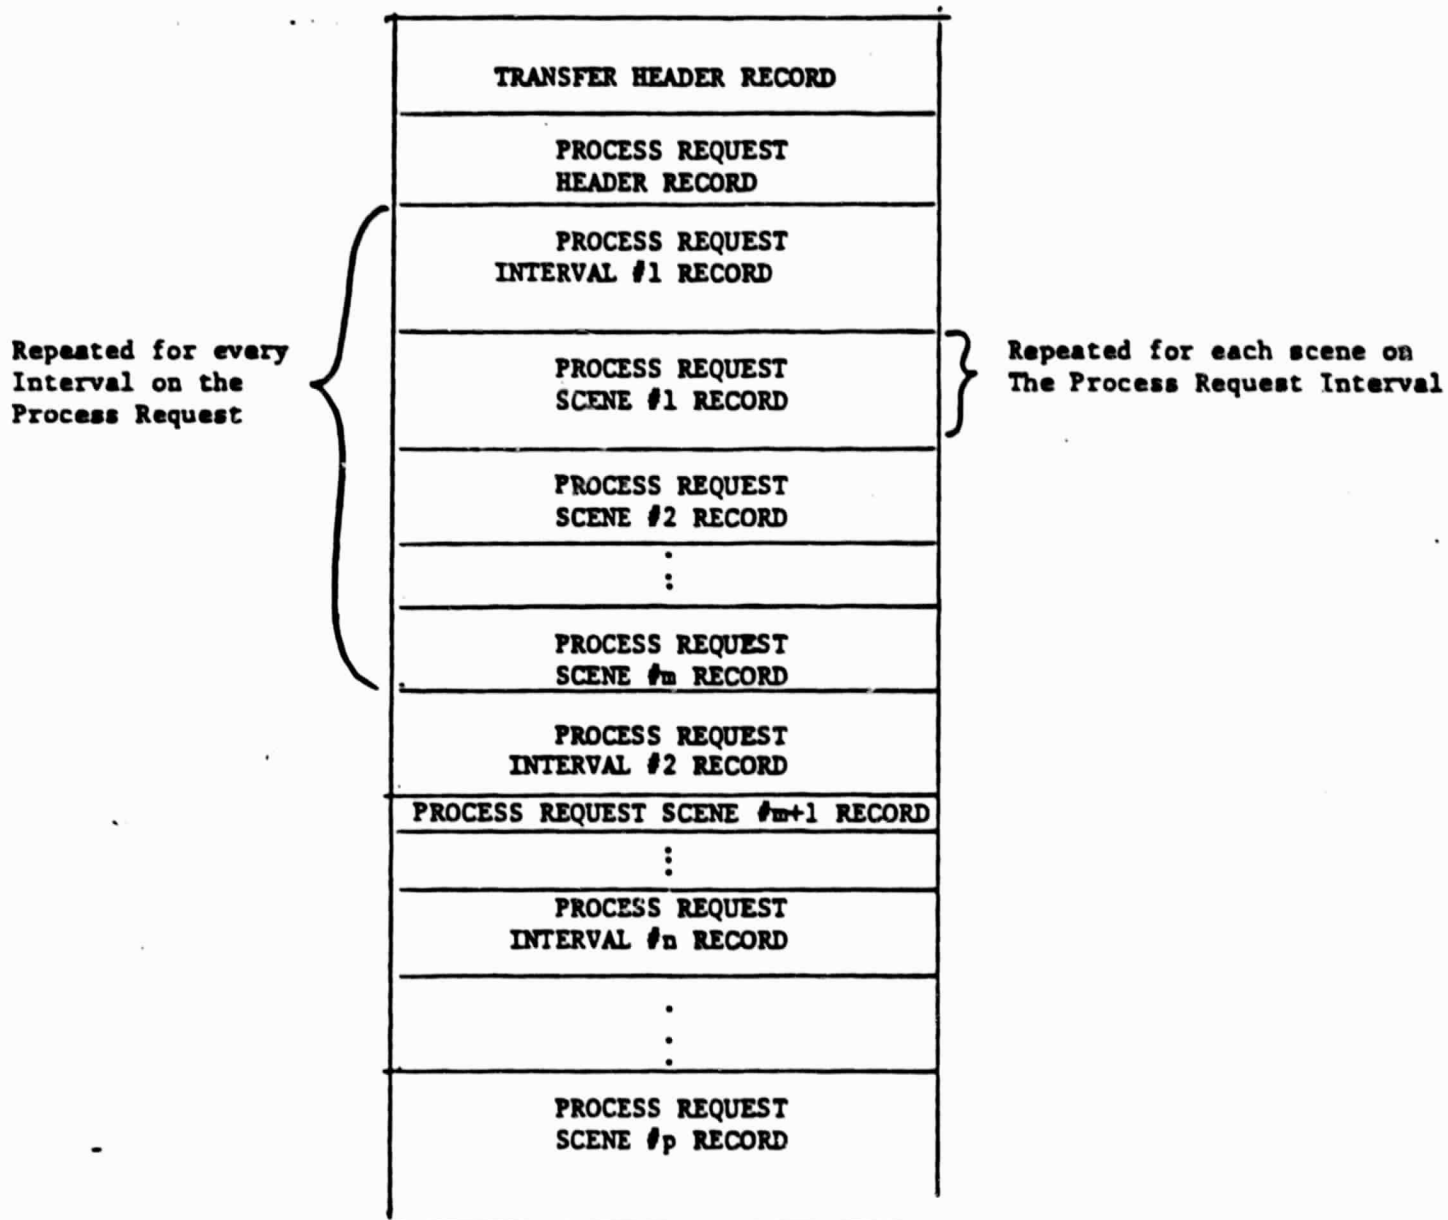 TRANSFER HEADER RECORD
PROCESS REQUEST
HEADER RECORD
PROCESS REQUEST
INTERVAL #1 RECORD
Repeated for every
Interval on the
Process Request
PROCESS REQUEST
SCENE #1 RECORD
Repeated for each scene on
The Process Request Interval
PROCESS REQUEST
SCENE #2 RECORD
PROCESS REQUEST
SCENE #m RECORD
PROCESS REQUEST
INTERVAL #2 RECORD
PROCESS REQUEST SCENE #m+1 RECORD
PROCESS REQUEST
INTERVAL #n RECORD
PROCESS REQUEST
SCENE #p RECORD